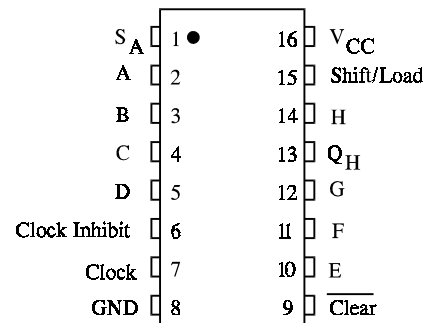 S_A 1 16 V_CC
A 2 15 Shift/Load
B 3 14 H
C 4 13 Q_H
D 5 12 G
Clock Inhibit 6 11 F
Clock 7 10 E
GND 8 9 Clear